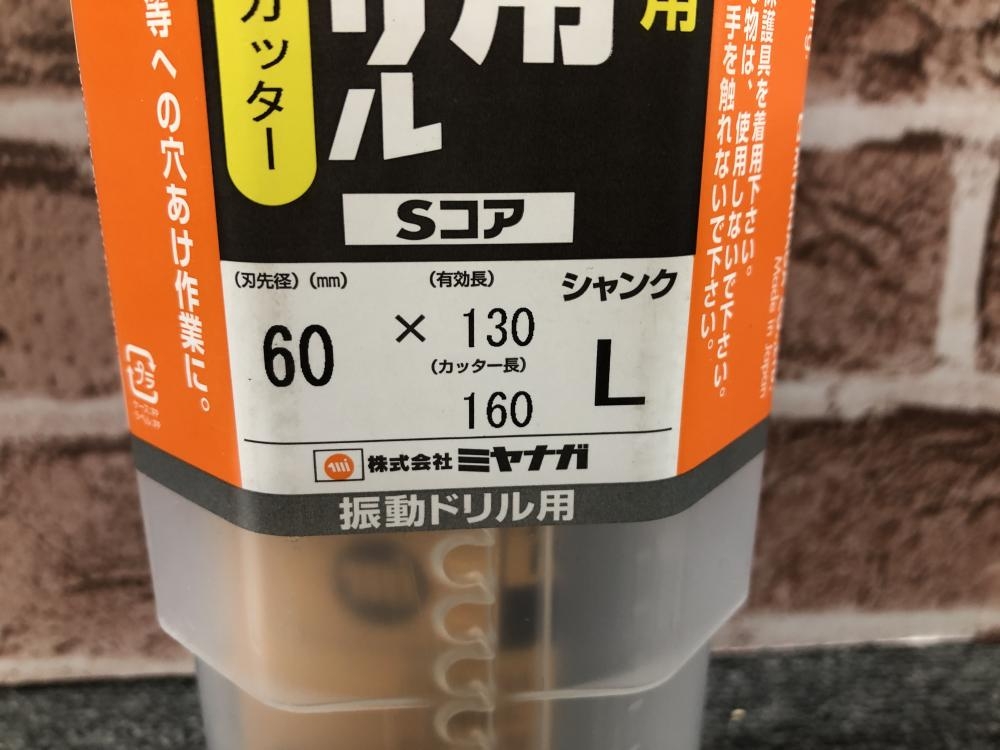 等への穴あけ作業に。
カッター
用
リル
用
Sコア
(刃先径)(mm)
(有効長)
シャンク
60
×
130
(カッター長)
160
L
株式会社
ミヤナガ
振動ドリル用
保護具を着用下さい。
物は、使用しないで下さい。
手を触れないで下さい。
Made in Japan
プラ